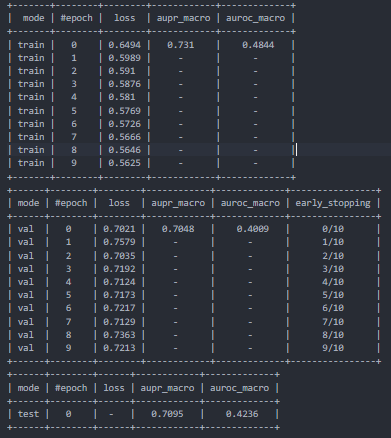 +-------+--------+--------+------------+-------------+
| mode | #epoch | loss | aupr_macro | auroc_macro |
+-------+--------+--------+------------+-------------+
| train | 0 | 0.6494 | 0.731 | 0.4844 |
| train | 1 | 0.5989 | - | - |
| train | 2 | 0.591 | - | - |
| train | 3 | 0.5876 | - | - |
| train | 4 | 0.581 | - | - |
| train | 5 | 0.5769 | - | - |
| train | 6 | 0.5726 | - | - |
| train | 7 | 0.5666 | - | - |
| train | 8 | 0.5646 | - | - |
| train | 9 | 0.5625 | - | - |
+-------+--------+--------+------------+-------------+
+------+--------+--------+------------+-------------+----------------+
| mode | #epoch | loss | aupr_macro | auroc_macro | early_stopping |
+------+--------+--------+------------+-------------+----------------+
| val | 0 | 0.7021 | 0.7048 | 0.4009 | 0/10 |
| val | 1 | 0.7579 | - | - | 1/10 |
| val | 2 | 0.7035 | - | - | 2/10 |
| val | 3 | 0.7192 | - | - | 3/10 |
| val | 4 | 0.7124 | - | - | 4/10 |
| val | 5 | 0.7173 | - | - | 5/10 |
| val | 6 | 0.7217 | - | - | 6/10 |
| val | 7 | 0.7129 | - | - | 7/10 |
| val | 8 | 0.7363 | - | - | 8/10 |
| val | 9 | 0.7213 | - | - | 9/10 |
+------+--------+--------+------------+-------------+----------------+
+------+--------+------+------------+-------------+
| mode | #epoch | loss | aupr_macro | auroc_macro |
+------+--------+------+------------+-------------+
| test | 0 | - | 0.7095 | 0.4236 |
+------+--------+------+------------+-------------+